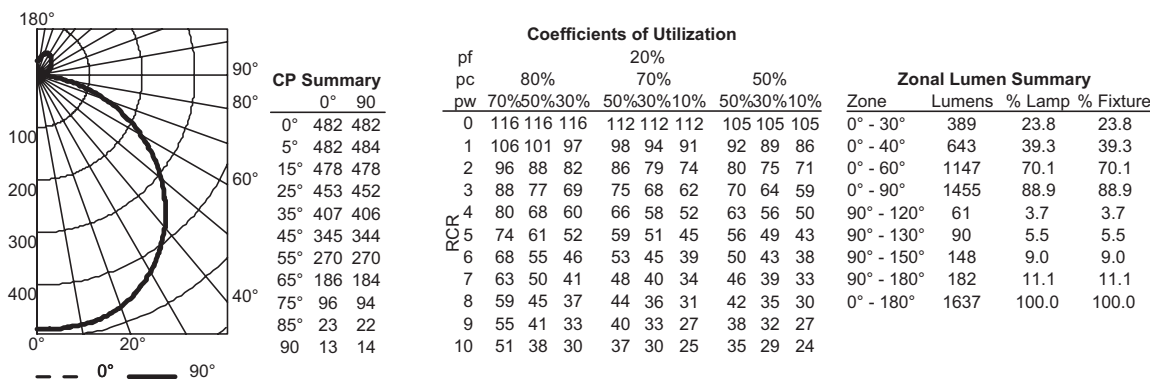 180°
90°
80°
60°
40°
100
200
300
400
0° 20°
0° 90°
CP Summary
0° 90
0° 482 482
5° 482 484
15° 478 478
25° 453 452
35° 407 406
45° 345 344
55° 270 270
65° 186 184
75° 96 94
85° 23 22
90 13 14
Coefficients of Utilization
pf 20%
pc 80% 70% 50%
pw 70%50%30% 50%30%10% 50%30%10%
RCR
0 116 116 116 112 112 112 105 105 105
1 106 101 97 98 94 91 92 89 86
2 96 88 82 86 79 74 80 75 71
3 88 77 69 75 68 62 70 64 59
4 80 68 60 66 58 52 63 56 50
5 74 61 52 59 51 45 56 49 43
6 68 55 46 53 45 39 50 43 38
7 63 50 41 48 40 34 46 39 33
8 59 45 37 44 36 31 42 35 30
9 55 41 33 40 33 27 38 32 27
10 51 38 30 37 30 25 35 29 24
Zonal Lumen Summary
Zone Lumens % Lamp % Fixture
0° - 30° 389 23.8 23.8
0° - 40° 643 39.3 39.3
0° - 60° 1147 70.1 70.1
0° - 90° 1455 88.9 88.9
90° - 120° 61 3.7 3.7
90° - 130° 90 5.5 5.5
90° - 150° 148 9.0 9.0
90° - 180° 182 11.1 11.1
0° - 180° 1637 100.0 100.0